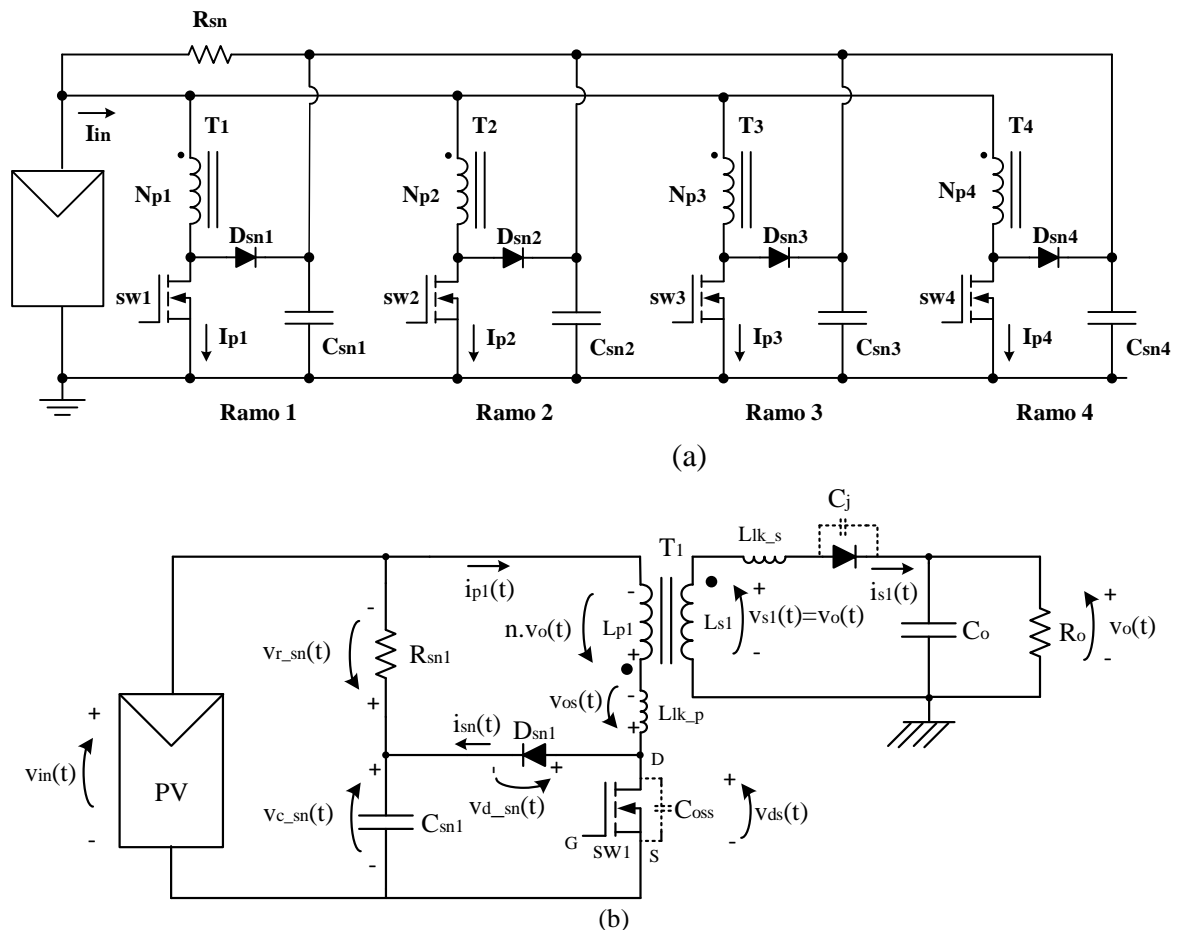 Rsn
Iin
T1
T2
T3
T4
Np1
Np2
Np3
Np4
Dsn1
Dsn2
Dsn3
Dsn4
sw1
sw2
sw3
sw4
Ip1
Csn1
Ip2
Csn2
Ip3
Csn3
Ip4
Csn4
Ramo 1
Ramo 2
Ramo 3
Ramo 4
(a)
Cj
Llk_s
T1
ip1(t)
is1(t)
+
-
-
+
n.vo(t)
Lp1
Ls1
vs1(t)=vo(t)
Co
Ro
vo(t)
vr_sn(t)
Rsn1
+
-
-
+
+
-
vos(t)
Llk_p
+
isn(t)
Dsn1
D
+
vin(t)
PV
-
+
vc_sn(t)
Csn1
-
+
vd_sn(t)
G
SW1
S
Coss
+
vds(t)
-
(b)